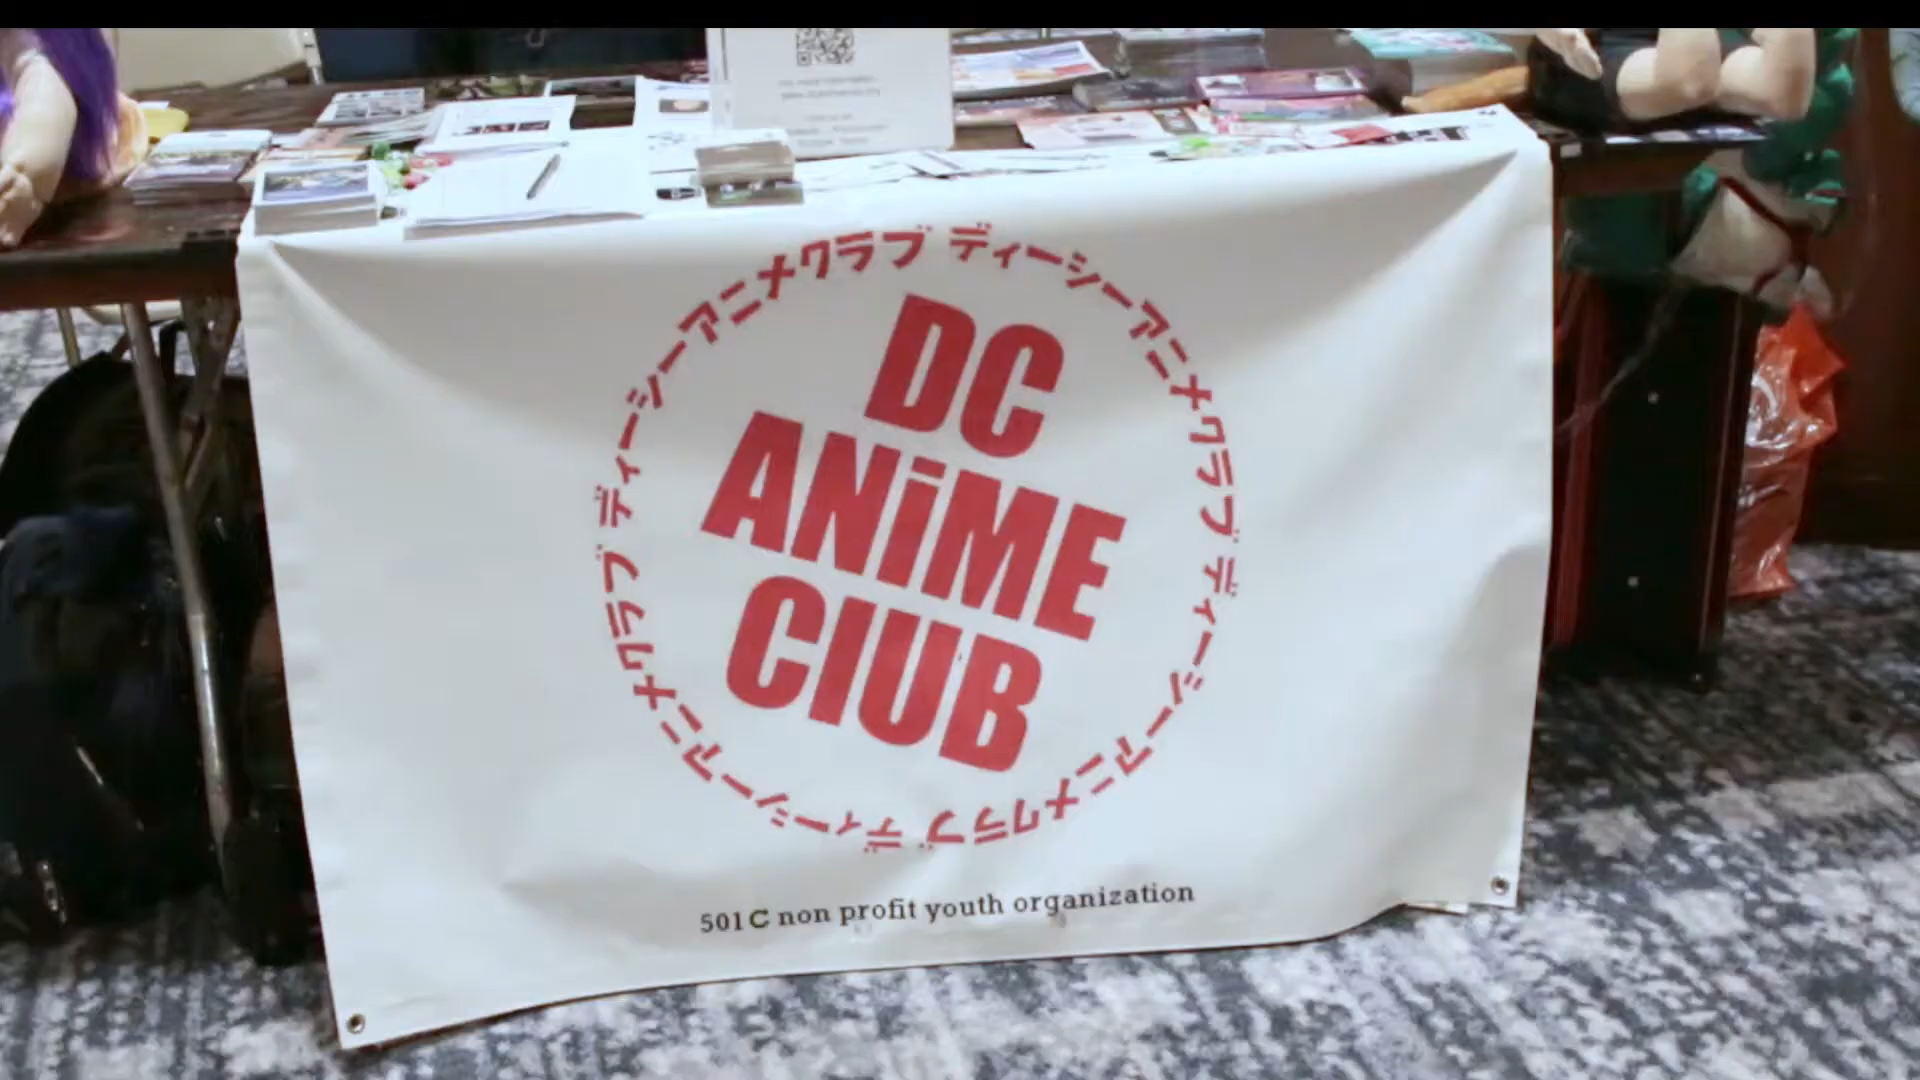 ディーシーアニメクラブ ディーシーアニメクラブ ディーシーアニメクラブ ディーシーアニメクラブ
DC
ANiME
ClUB
501C non profit youth organization